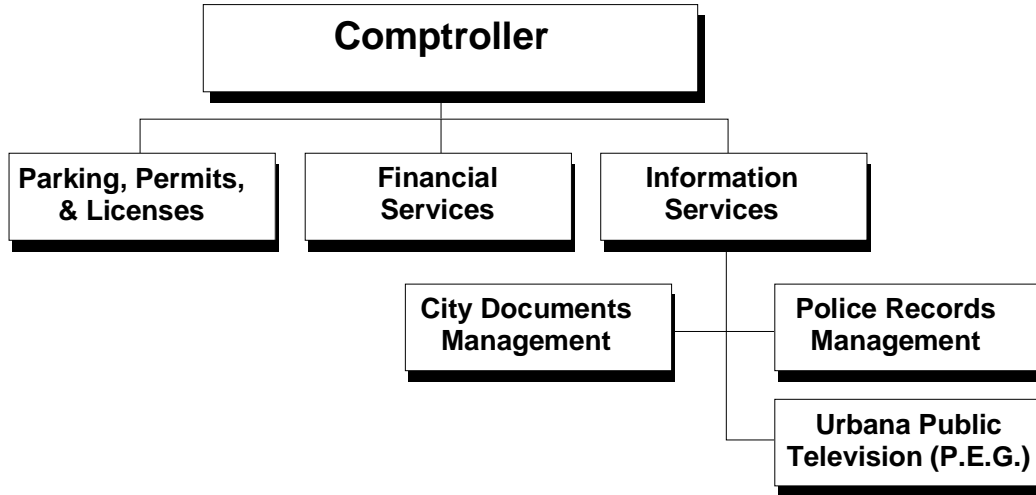 Comptroller
Parking, Permits,
& Licenses
Financial
Services
Information
Services
City Documents
Management
Police Records
Management
Urbana Public
Television (P.E.G.)